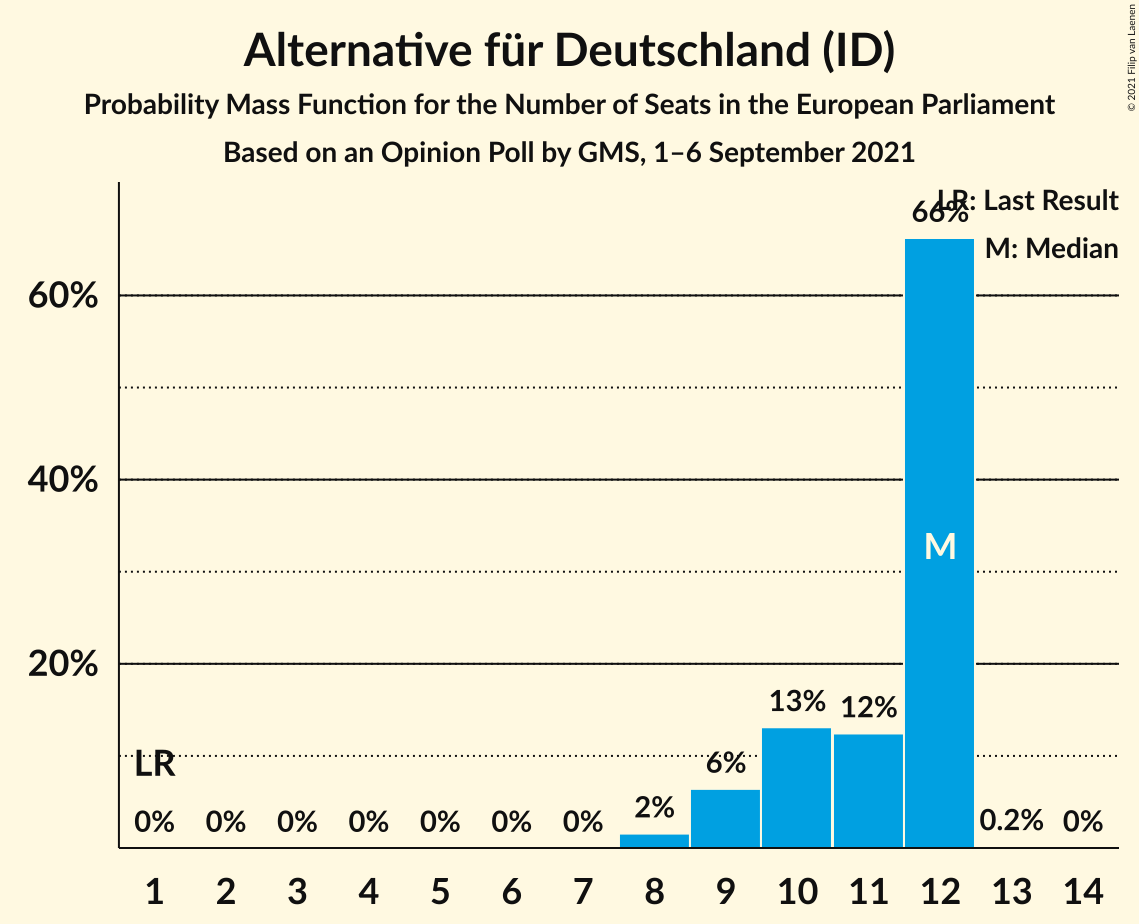 Alternative für Deutschland (ID)
Probability Mass Function for the Number of Seats in the European Parliament
Based on an Opinion Poll by GMS, 1–6 September 2021
© 2021 Filip van Laenen
LR: Last Result
M: Median
66%
60%
40%
M
20%
13%
12%
LR
6%
2%
0%
0%
0%
0%
0%
0%
0%
0.2%
0%
1 2 3 4 5 6 7 8 9 10 11 12 13 14